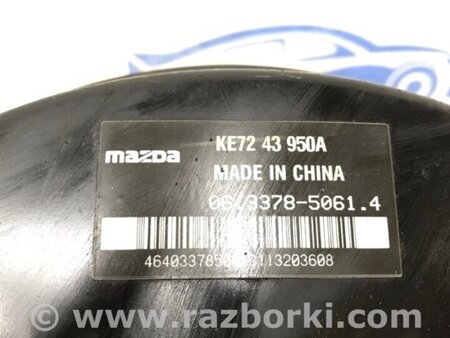 mazda
KE72 43 950A
MADE IN CHINA
www.razborki.com